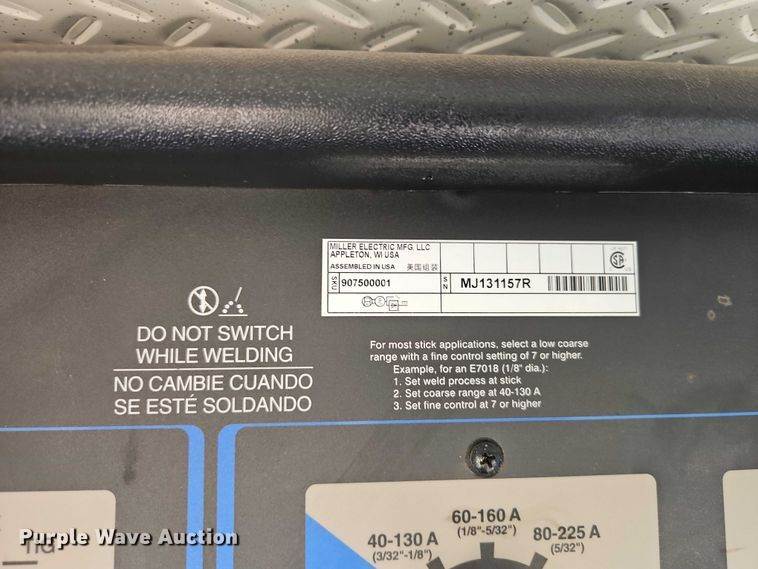 MILLER ELECTRIC MFG, LLC
APPLETON, WI USA
ASSEMBLED IN USA 美国组装
SKU 907500001 SN MJ131157R
DO NOT SWITCH
WHILE WELDING
NO CAMBIE CUANDO
SE ESTÉ SOLDANDO
For most stick applications, select a low coarse
range with a fine control setting of 7 or higher.
Example, for an E7018 (1/8" dia.):
1. Set weld process at stick
2. Set coarse range at 40-130 A
3. Set fine control at 7 or higher
40-130 A
(3/32"-1/8")
60-160 A
(1/8"-5/32")
80-225 A
(5/32")
Purple Wave Auction